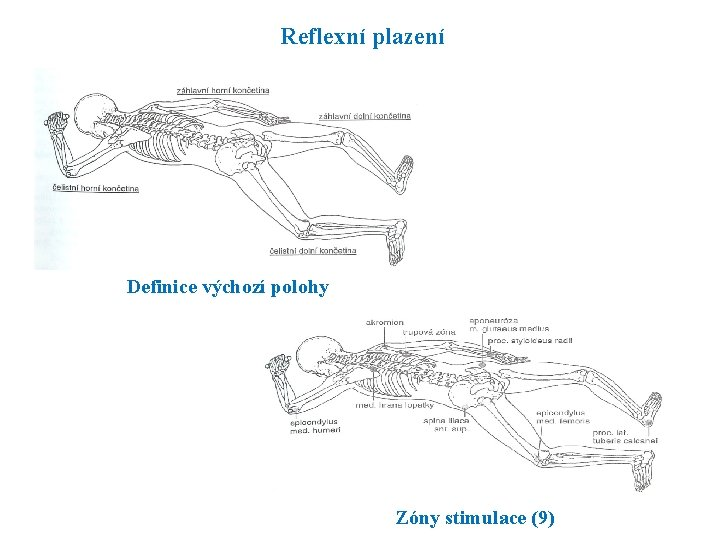 Reflexní plazení
záhlavní horní končetina
záhlavní dolní končetina
čelistní horní končetina
čelistní dolní končetina
Definice výchozí polohy
akromion
trupová zóna
aponeuróza
m. glutaeus medius
proc. styloideus radii
med. hrana lopatky
epicondylus
med. humeri
spina iliaca
ant. sup.
epicondylus
med. femoris
proc. lat.
tuberis calcanei
Zóny stimulace (9)